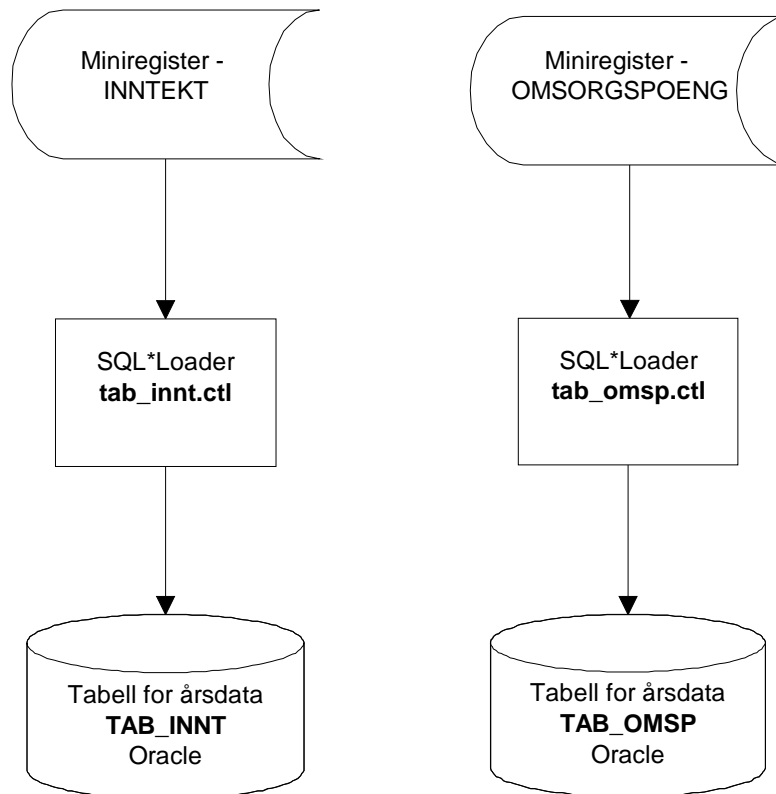 Miniregister -
INNTEKT
SQL*Loader
tab_innt.ctl
Tabell for årsdata
TAB_INNT
Oracle
Miniregister -
OMSORGSPOENG
SQL*Loader
tab_omsp.ctl
Tabell for årsdata
TAB_OMSP
Oracle